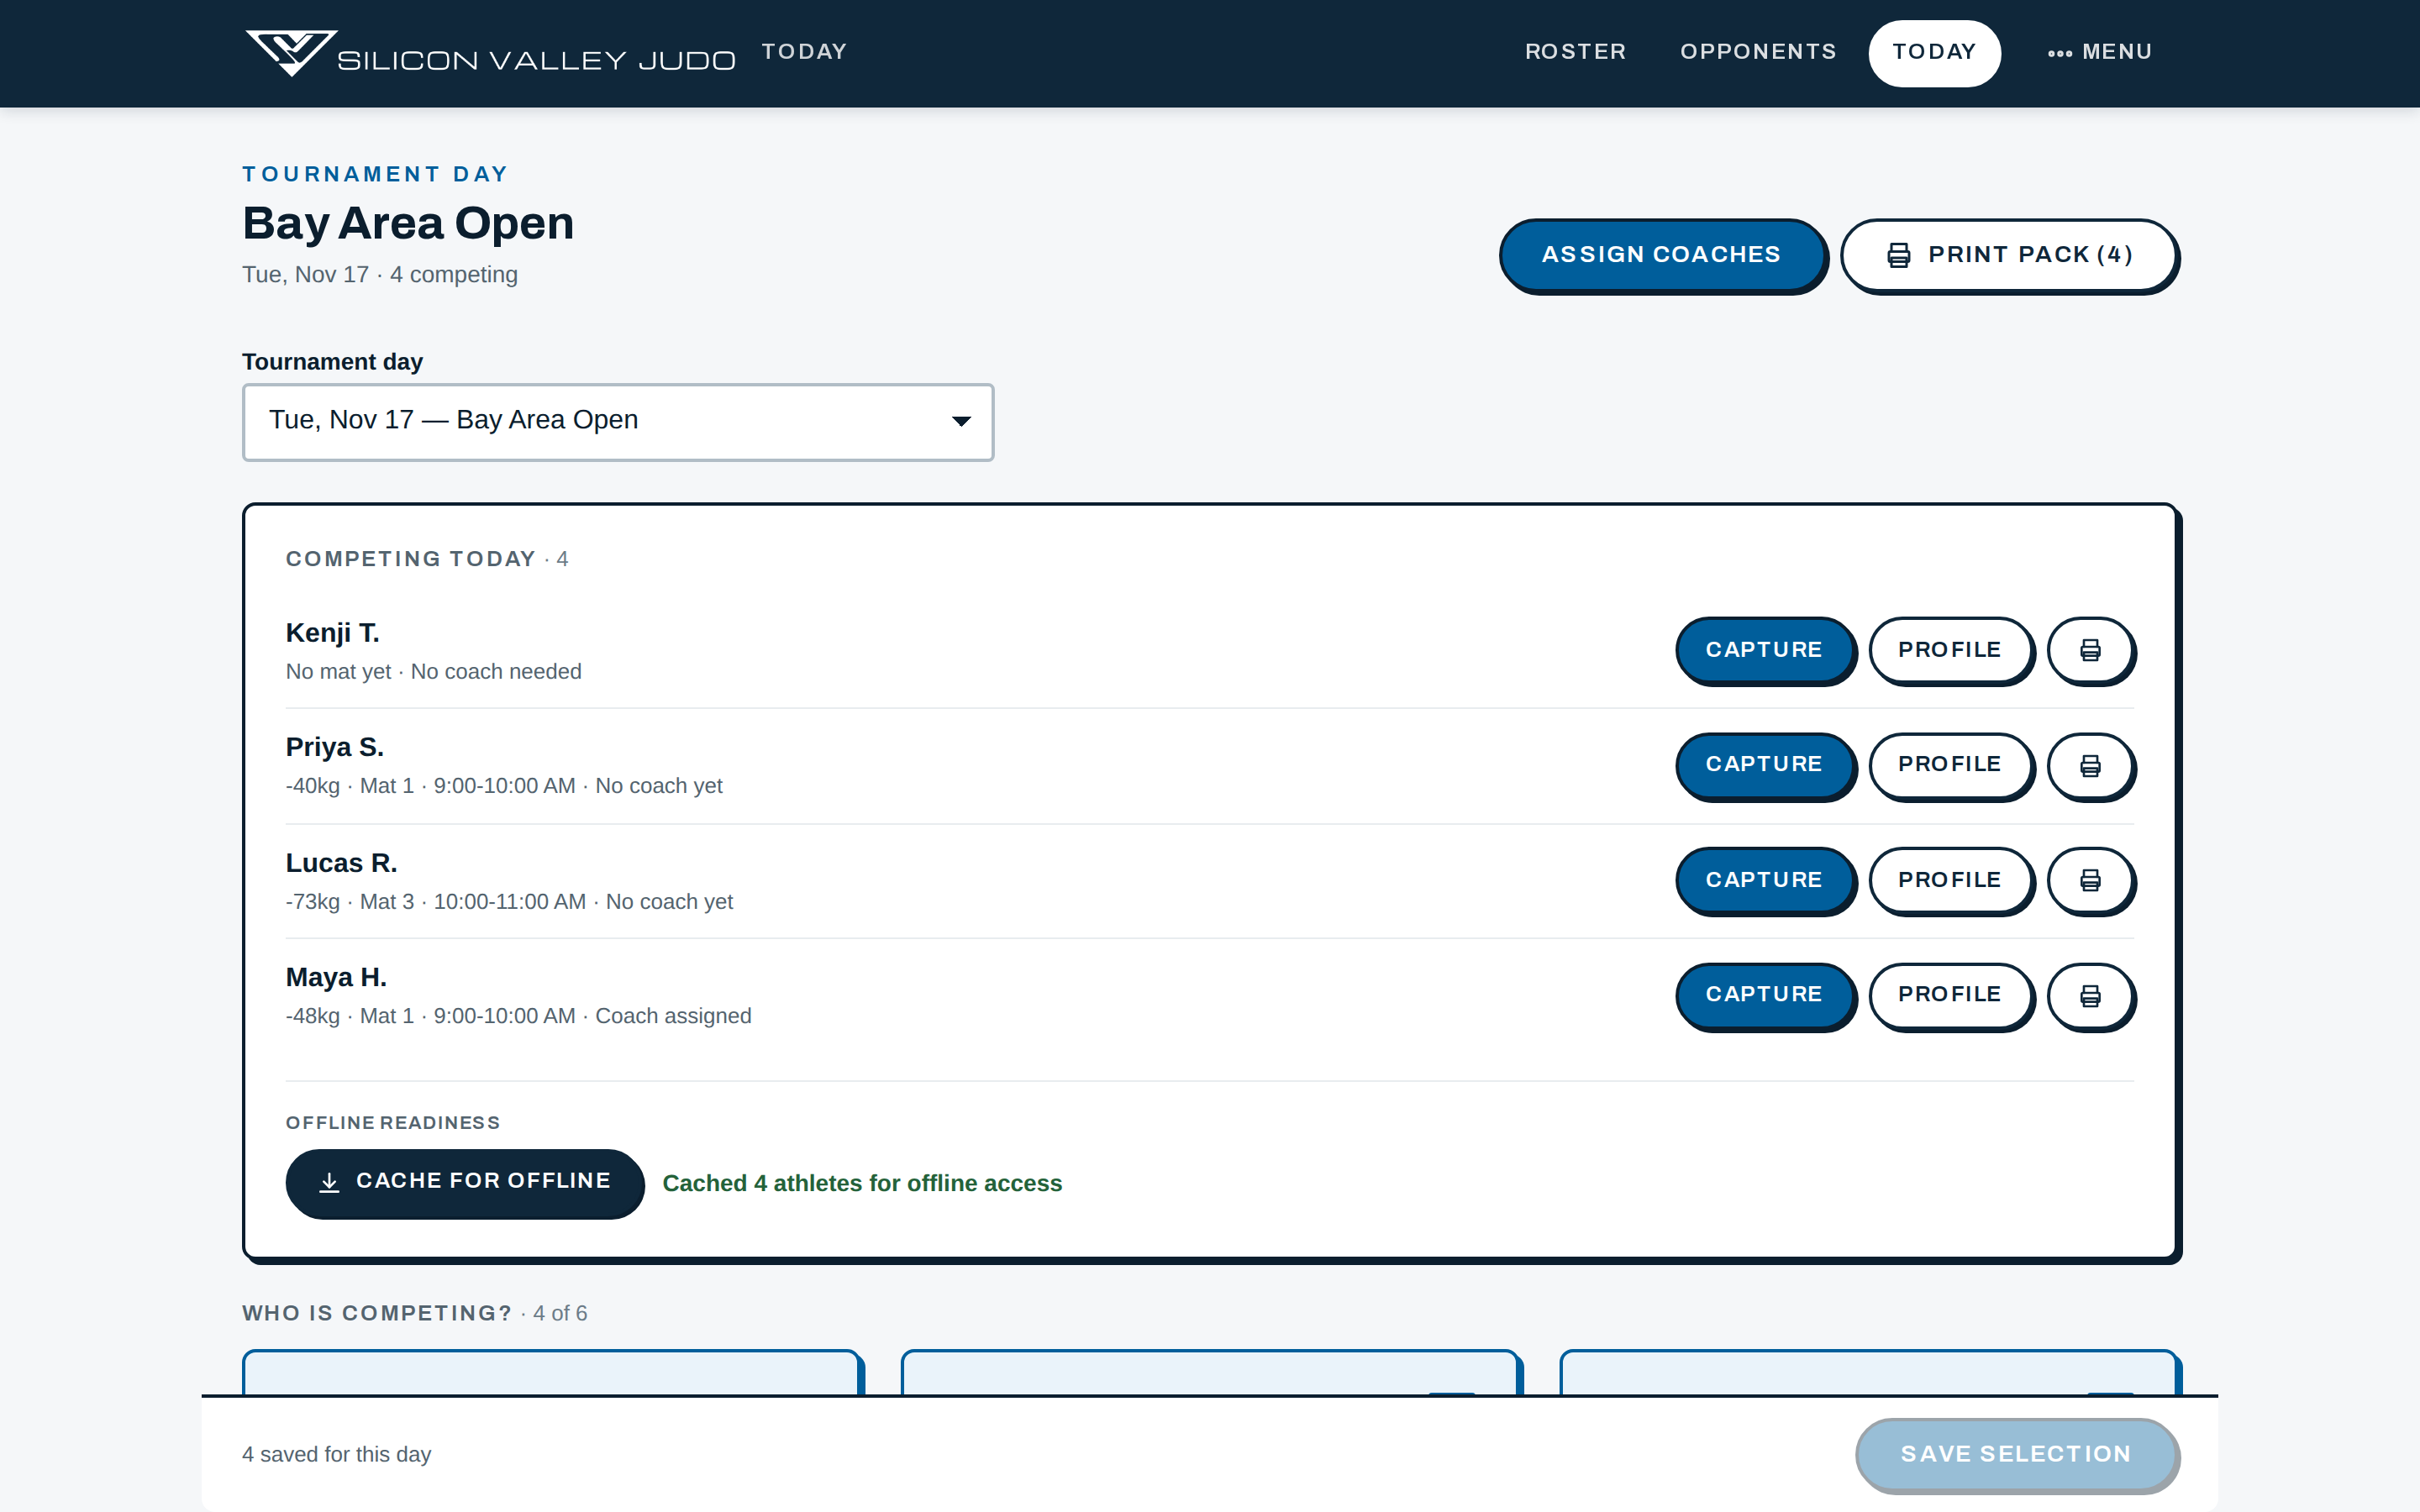 SILICON VALLEY JUDO TODAY ROSTER OPPONENTS TODAY MENU
TOURNAMENT DAY
Bay Area Open
Tue, Nov 17 · 4 competing
ASSIGN COACHES PRINT PACK (4)
Tournament day
Tue, Nov 17 — Bay Area Open
COMPETING TODAY · 4
Kenji T.
No mat yet · No coach needed
CAPTURE PROFILE
Priya S.
-40kg · Mat 1 · 9:00-10:00 AM · No coach yet
CAPTURE PROFILE
Lucas R.
-73kg · Mat 3 · 10:00-11:00 AM · No coach yet
CAPTURE PROFILE
Maya H.
-48kg · Mat 1 · 9:00-10:00 AM · Coach assigned
CAPTURE PROFILE
OFFLINE READINESS
CACHE FOR OFFLINE Cached 4 athletes for offline access
WHO IS COMPETING? · 4 of 6
4 saved for this day SAVE SELECTION